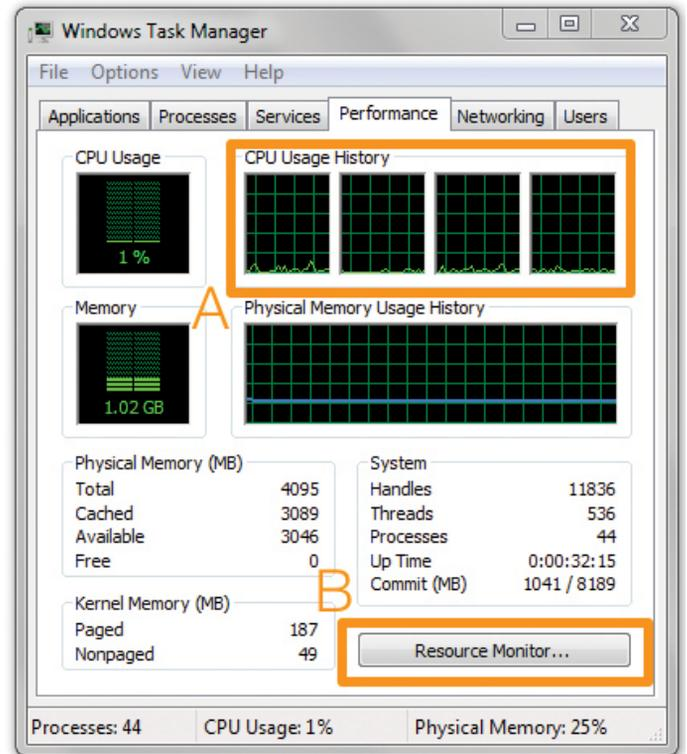 Windows Task Manager
File Options View Help
Applications Processes Services Performance Networking Users
CPU Usage
1 %
CPU Usage History
A
Memory
1.02 GB
Physical Memory Usage History
Physical Memory (MB)
Total 4095
Cached 3089
Available 3046
Free 0
System
Handles 11836
Threads 536
Processes 44
Up Time 0:00:32:15
Commit (MB) 1041 / 8189
B
Kernel Memory (MB)
Paged 187
Nonpaged 49
Resource Monitor...
Processes: 44 CPU Usage: 1% Physical Memory: 25%